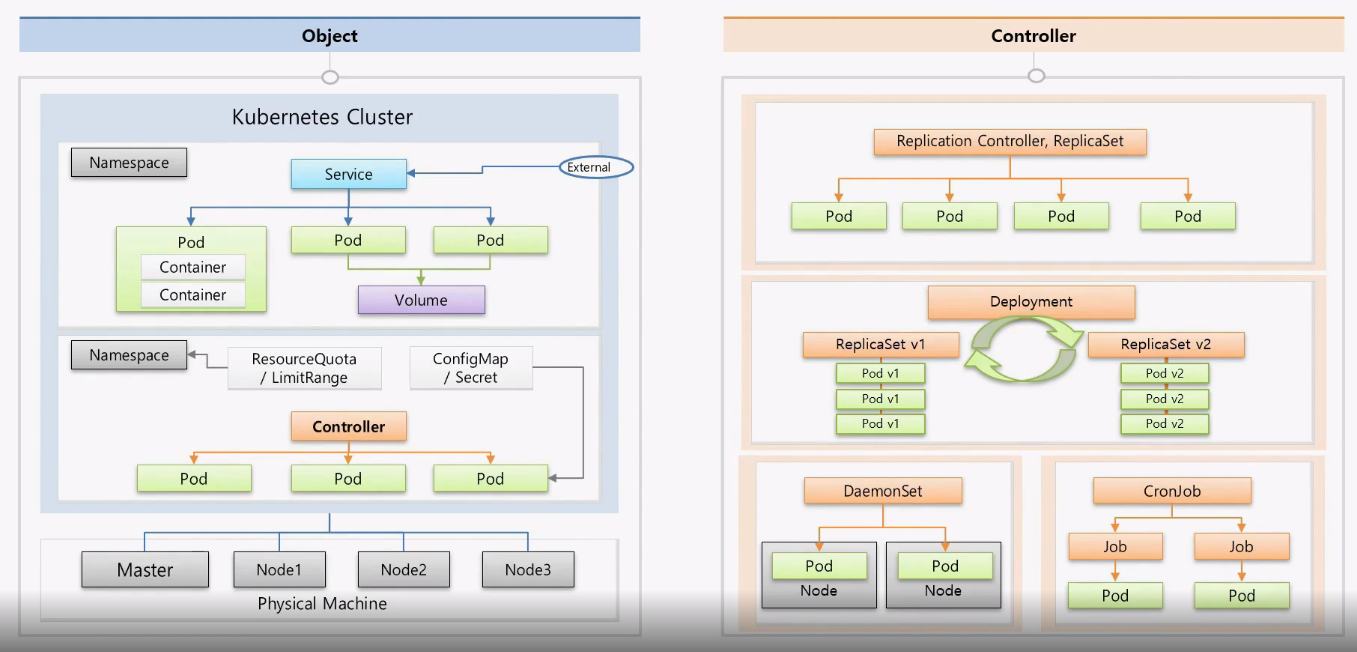 Object
Kubernetes Cluster
Namespace
Service
External
Pod
Container
Container
Pod
Pod
Volume
Namespace
ResourceQuota
/ LimitRange
ConfigMap
/ Secret
Controller
Pod
Pod
Pod
Master
Node1
Node2
Node3
Physical Machine
Controller
Replication Controller, ReplicaSet
Pod
Pod
Pod
Pod
Deployment
ReplicaSet v1
Pod v1
Pod v1
Pod v1
ReplicaSet v2
Pod v2
Pod v2
Pod v2
DaemonSet
Pod
Node
Pod
Node
CronJob
Job
Job
Pod
Pod